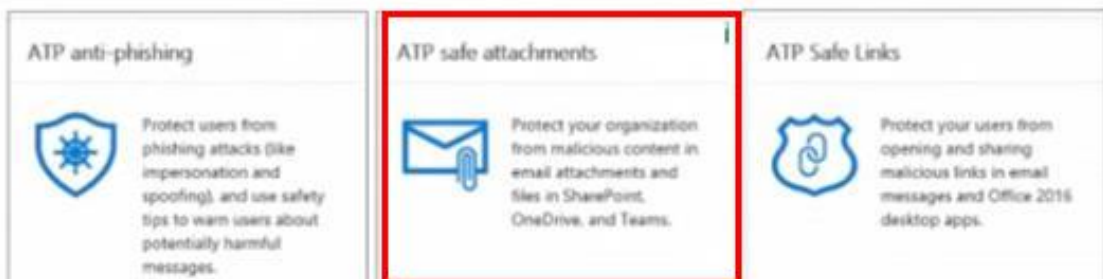 ATP anti-phishing
Protect users from
phishing attacks (like
impersonation and
spoofing), and use safety
tips to warn users about
potentially harmful
messages.
ATP safe attachments
Protect your organization
from malicious content in
email attachments and
files in SharePoint,
OneDrive, and Teams.
ATP Safe Links
Protect your users from
opening and sharing
malicious links in email
messages and Office 2016
desktop apps.